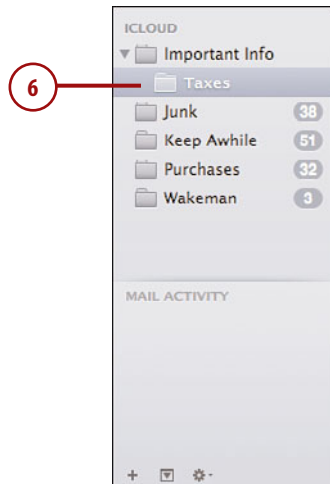 ICLOUD
Important Info
Taxes
6
Junk 38
Keep Awhile 51
Purchases 32
Wakeman 3
MAIL ACTIVITY